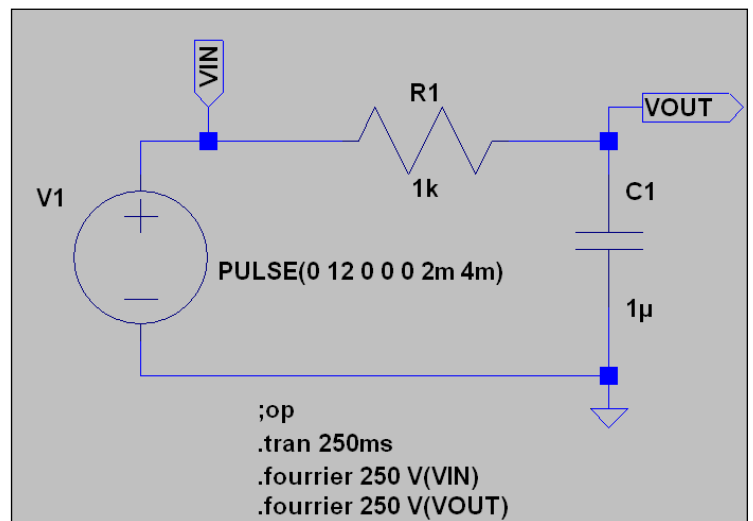 VIN
R1
VOUT
1k
V1
C1
PULSE(0 12 0 0 0 2m 4m)
1µ
;op
.tran 250ms
.fourrier 250 V(VIN)
.fourrier 250 V(VOUT)